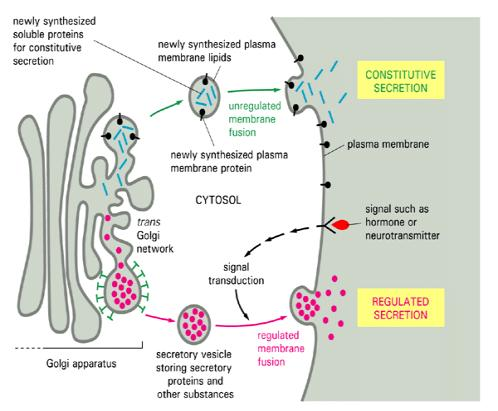 newly synthesized
soluble proteins
for constitutive
secretion
newly synthesized plasma
membrane lipids
CONSTITUTIVE
SECRETION
unregulated
membrane
fusion
newly synthesized plasma
membrane protein
plasma membrane
CYTOSOL
trans
Golgi
network
signal such as
hormone or
neurotransmitter
signal
transduction
REGULATED
SECRETION
regulated
membrane
fusion
Golgi apparatus
secretory vesicle
storing secretory
proteins and
other substances